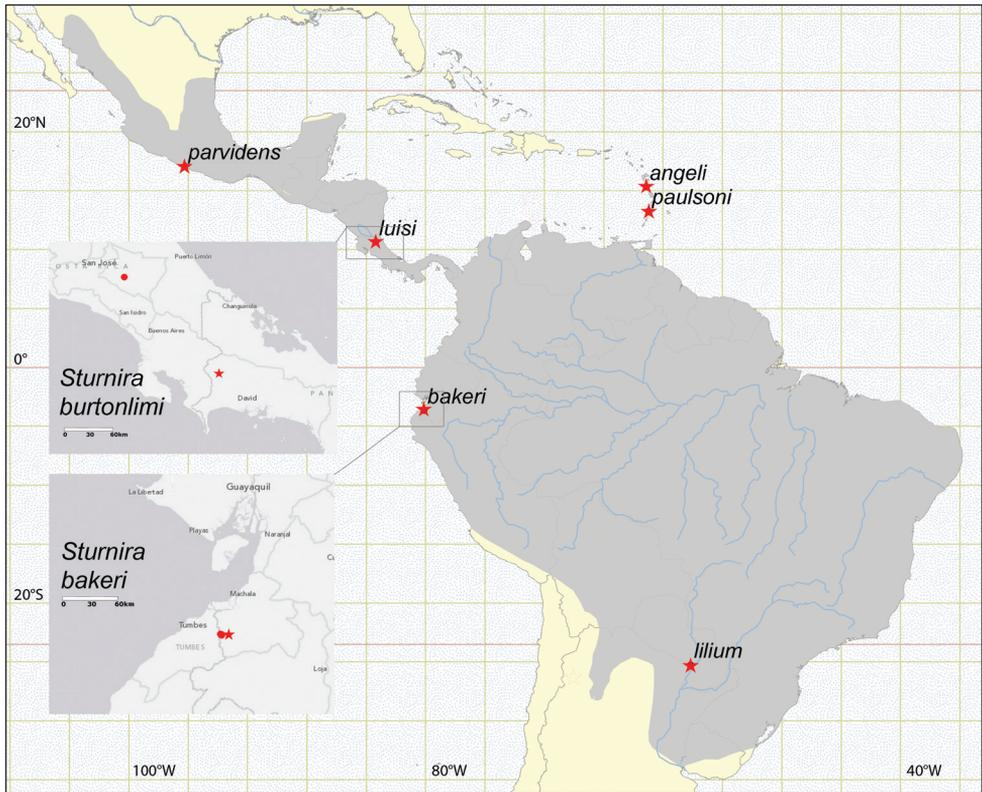 20°N
parvidens
angeli
paulsoni
luisi
San José
Puerto Limón
O S T A R I C A
Changuinola
San Isidro
Buenos Aires
Sturnira
burtonlimi
David
P A N
0 30 60km
0°
bakeri
La Libertad
Guayaquil
Playas
Naranjal
Sturnira
bakeri
0 30 60km
Machala
Tumbes
TUMBES
Loja
20°S
lilium
100°W
80°W
40°W